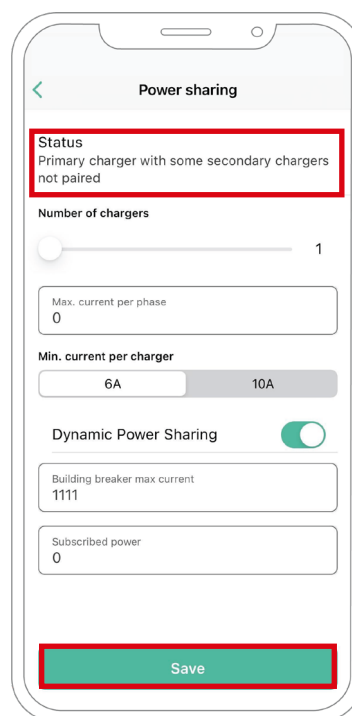 Power sharing
Status
Primary charger with some secondary chargers
not paired
Number of chargers
1
Max. current per phase
0
Min. current per charger
6A 10A
Dynamic Power Sharing
Building breaker max current
1111
Subscribed power
0
Save